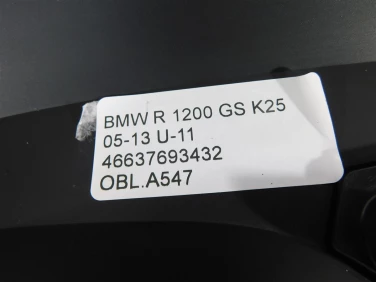 BMW R 1200 GS K25
05-13 U-11
46637693432
OBL.A547